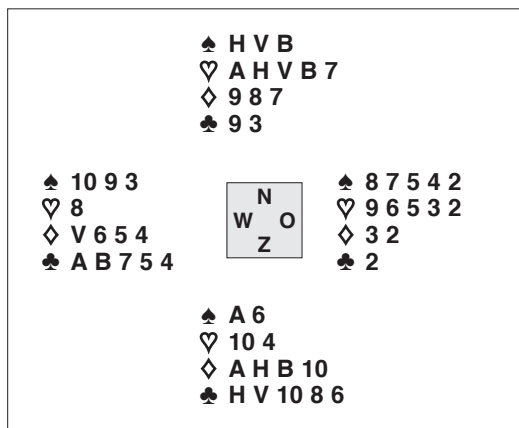 ♠ H V B
♡ A H V B 7
♢ 9 8 7
♣ 9 3
♠ 10 9 3
♡ 8
♢ V 6 5 4
♣ A B 7 5 4
N
W O
Z
♠ 8 7 5 4 2
♡ 9 6 5 3 2
♢ 3 2
♣ 2
♠ A 6
♡ 10 4
♢ A H B 10
♣ H V 10 8 6